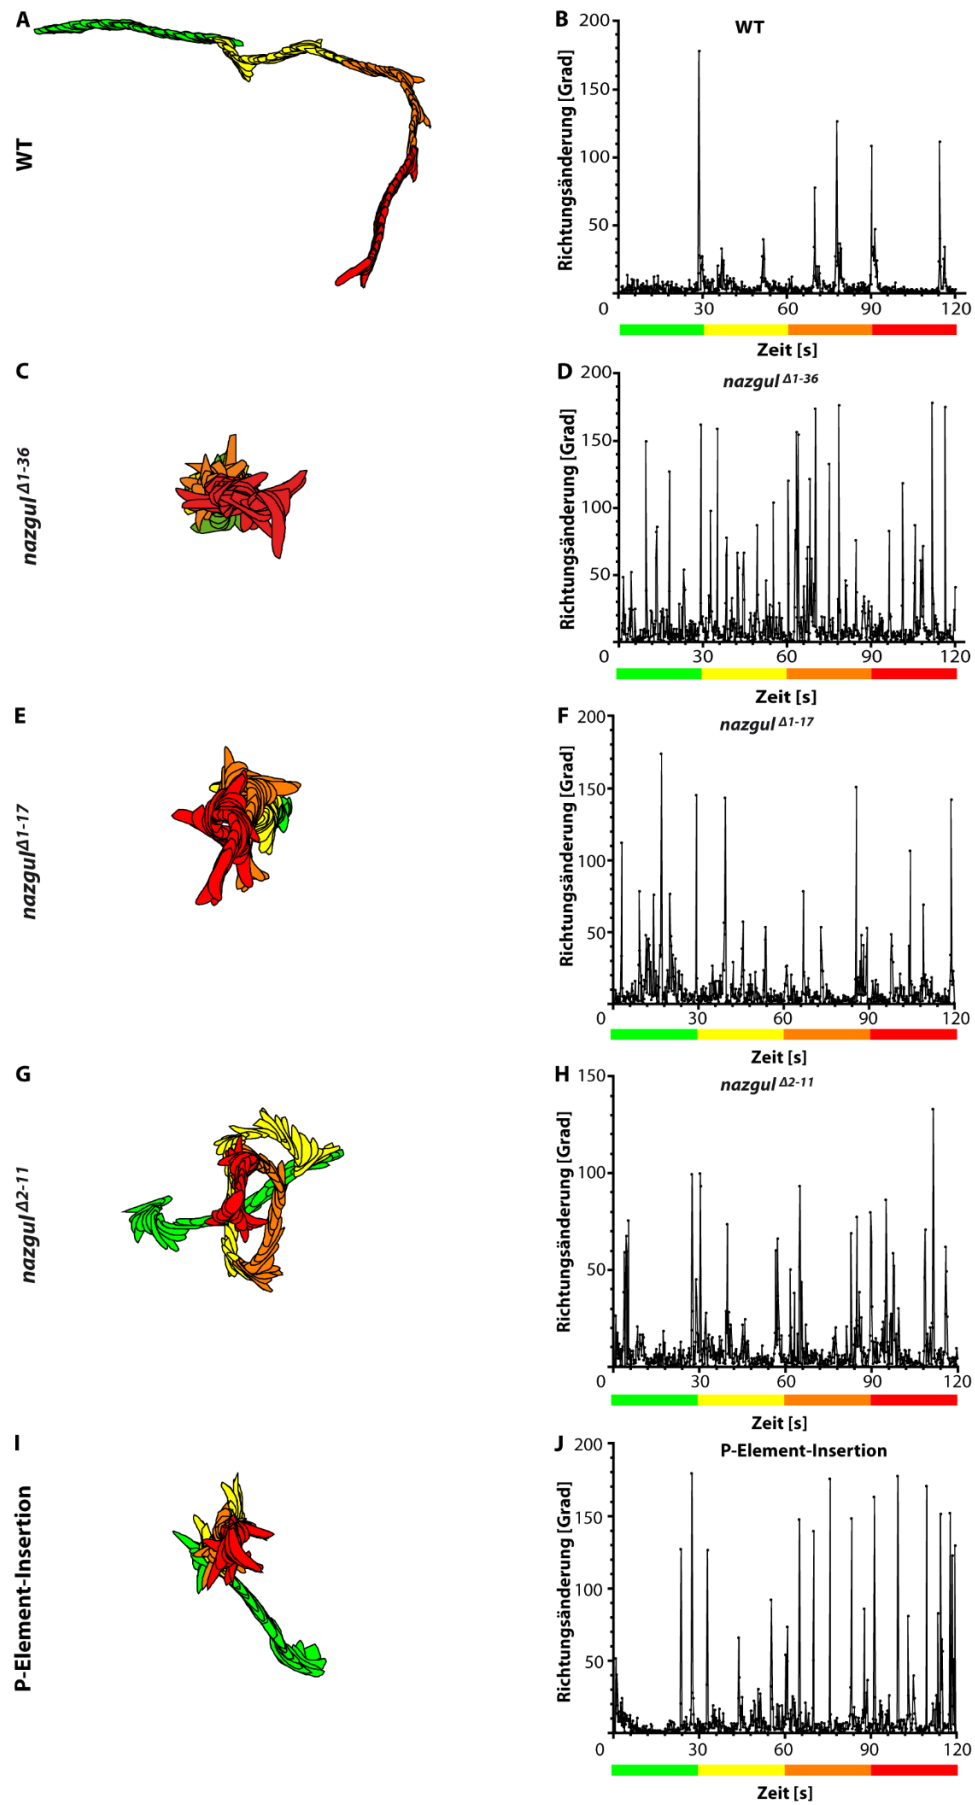 A
WT
B
WT
Richtungsänderung [Grad]
200
150
100
50
0
30
60
90
120
Zeit [s]
C
nazgul Δ1-36
D
nazgul Δ1-36
Richtungsänderung [Grad]
200
150
100
50
0
30
60
90
120
Zeit [s]
E
nazgul Δ1-17
F
nazgul Δ1-17
Richtungsänderung [Grad]
200
150
100
50
0
30
60
90
120
Zeit [s]
G
nazgul Δ2-11
H
nazgul Δ2-11
Richtungsänderung [Grad]
150
100
50
0
30
60
90
120
Zeit [s]
I
P-Element-Insertion
J
P-Element-Insertion
Richtungsänderung [Grad]
200
150
100
50
0
30
60
90
120
Zeit [s]